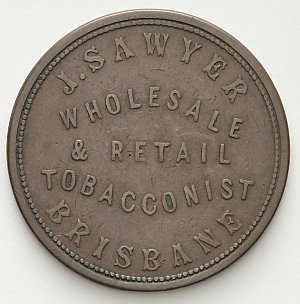 J. SAWYER
WHOLESALE
& RETAIL
TOBACCONIST
BRISBANE